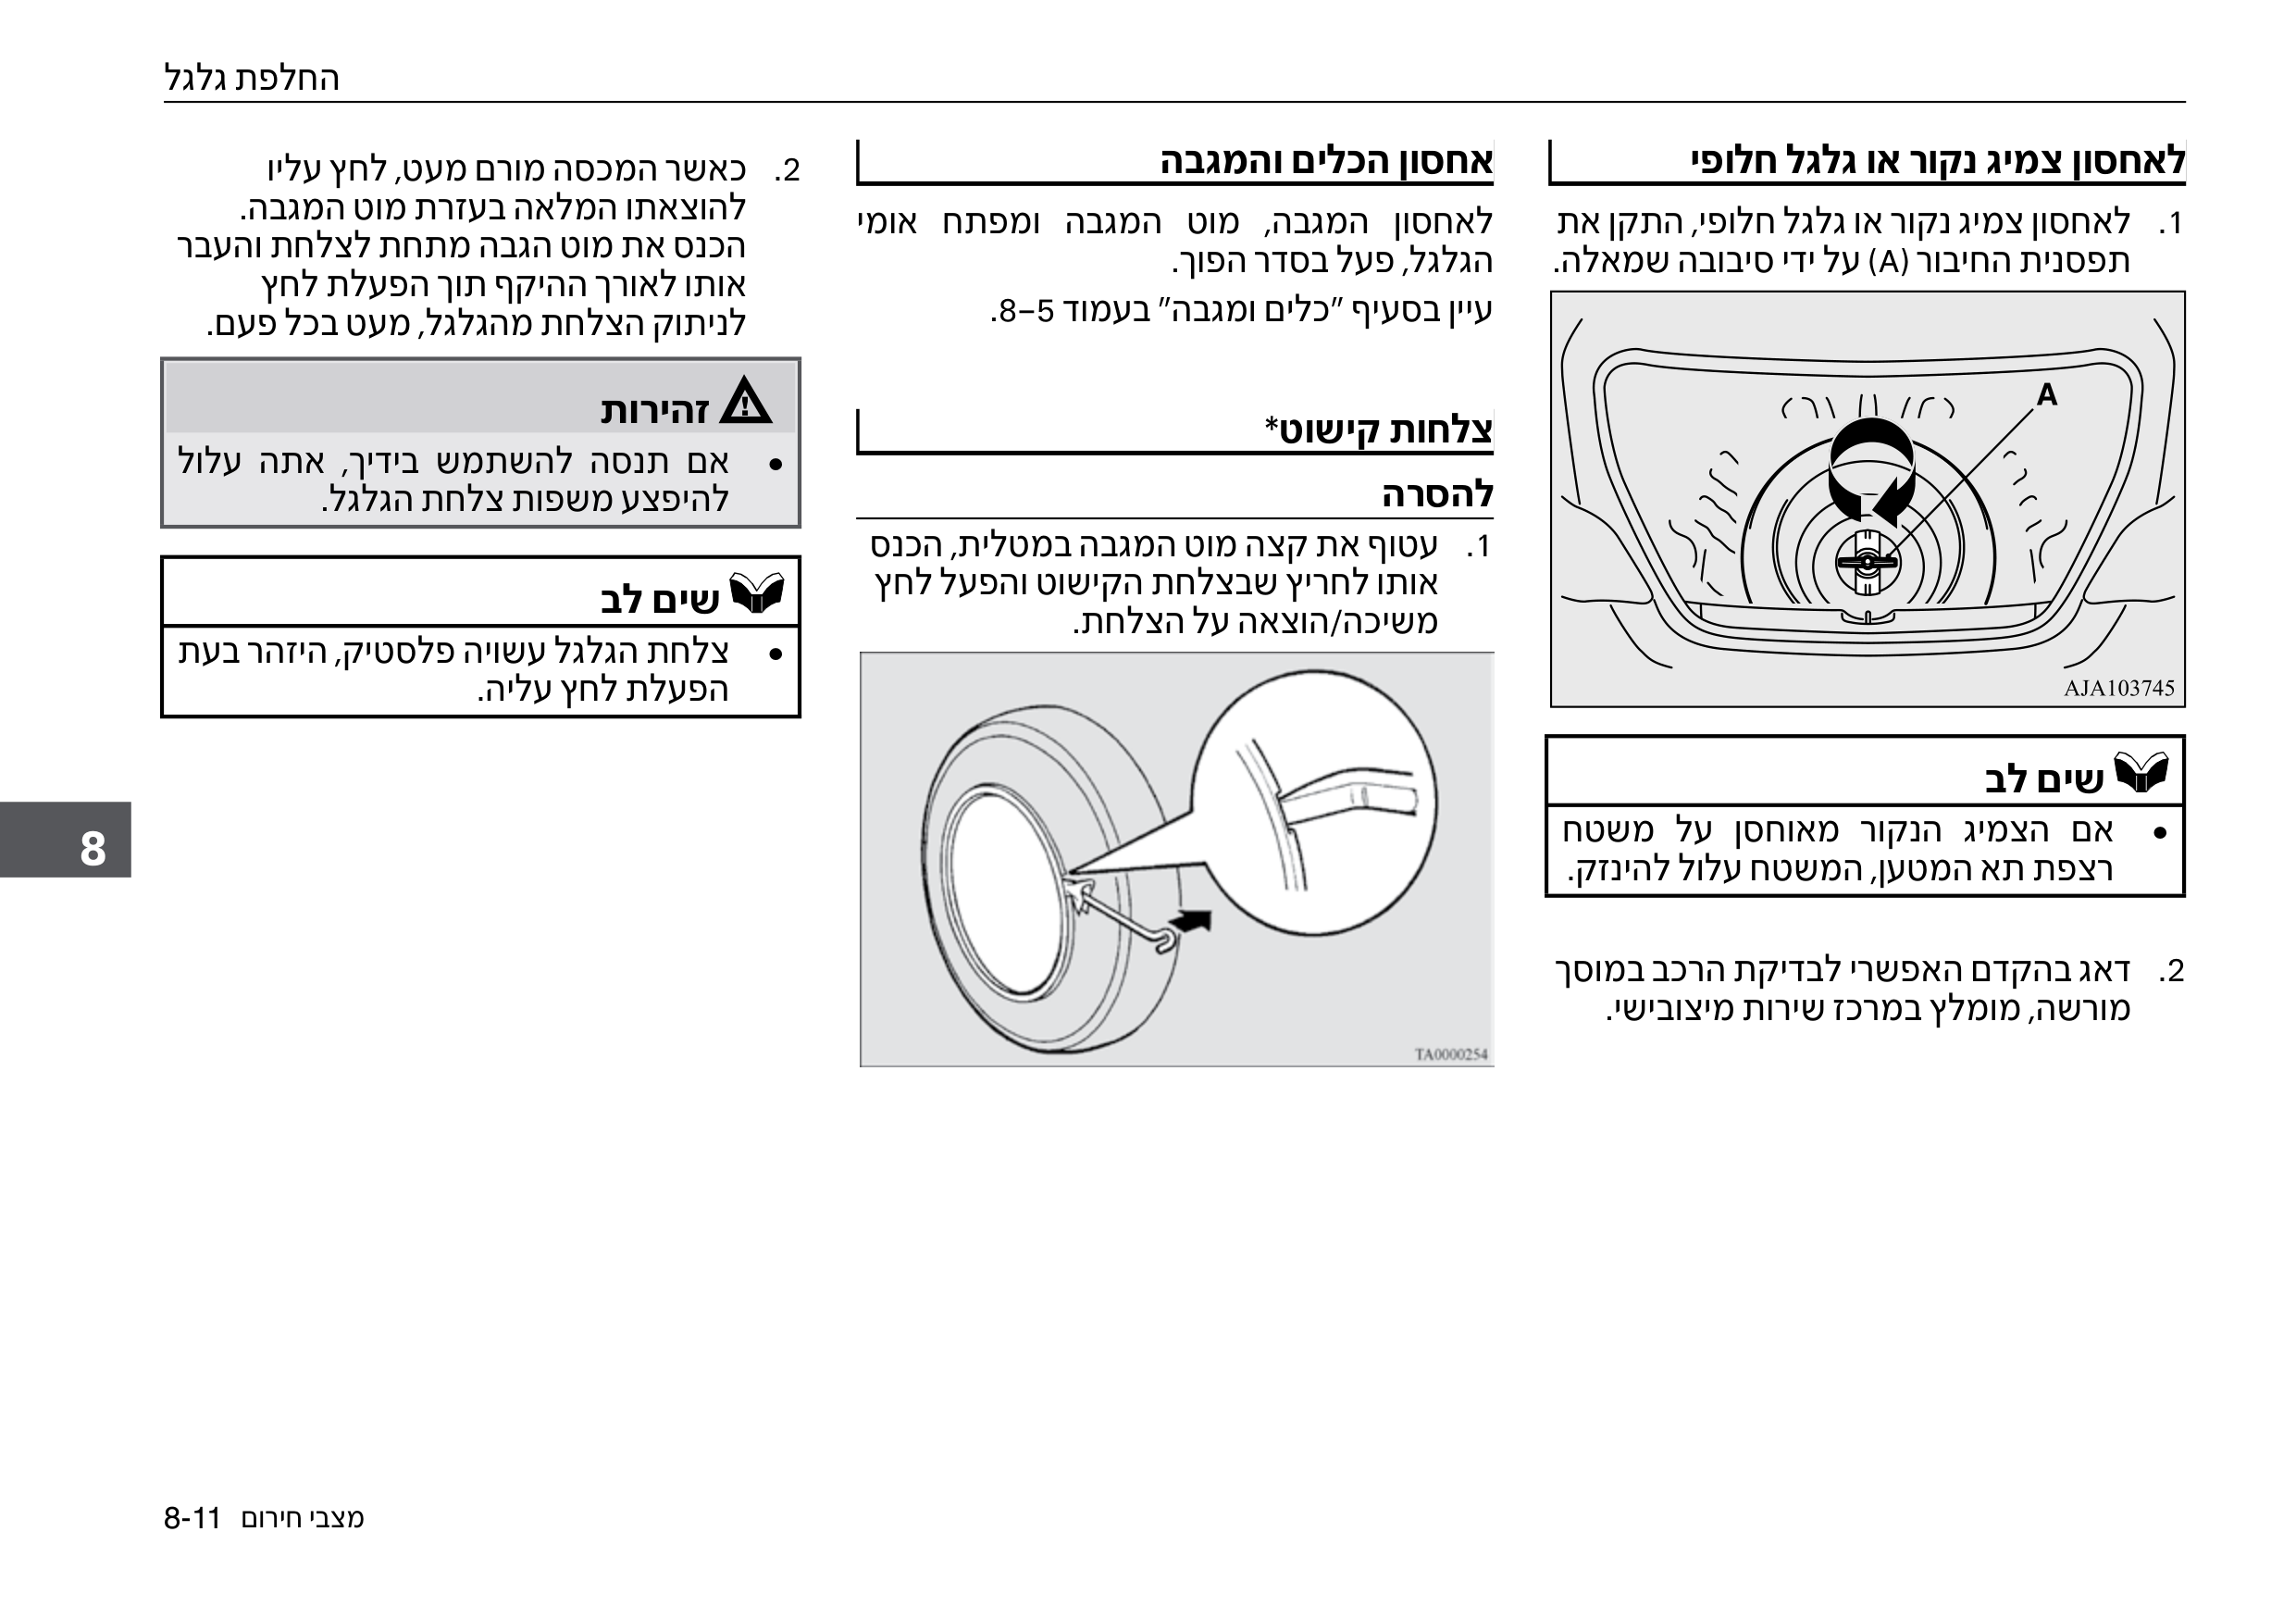 החלפת גלגל
לאחסון צמיג נקור או גלגל חלופי
1. לאחסון צמיג נקור או גלגל חלופי, התקן את
תפסנית החיבור (A) על ידי סיבובה שמאלה.
A
AJA103745
שים לב
• אם הצמיג הנקור מאוחסן על משטח
רצפת תא המטען, המשטח עלול להינזק.
2. דאג בהקדם האפשרי לבדיקת הרכב במוסך
מורשה, מומלץ במרכז שירות מיצובישי.
אחסון הכלים והמגבה
לאחסון המגבה, מוט המגבה ומפתח אומי
הגלגל, פעל בסדר הפוך.
עיין בסעיף "כלים ומגבה" בעמוד 8-5.
צלחות קישוט*
להסרה
1. עטוף את קצה מוט המגבה במטלית, הכנס
אותו לחריץ שבצלחת הקישוט והפעל לחץ
משיכה/הוצאה על הצלחת.
TA0000254
2. כאשר המכסה מורם מעט, לחץ עליו
להוצאתו המלאה בעזרת מוט המגבה.
הכנס את מוט הגבה מתחת לצלחת והעבר
אותו לאורך ההיקף תוך הפעלת לחץ
לניתוק הצלחת מהגלגל, מעט בכל פעם.
זהירות
• אם תנסה להשתמש בידיך, אתה עלול
להיפצע משפות צלחת הגלגל.
שים לב
• צלחת הגלגל עשויה פלסטיק, היזהר בעת
הפעלת לחץ עליה.
8
מצבי חירום 8-11